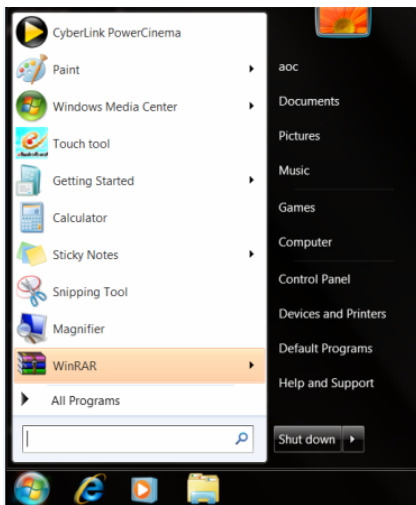 CyberLink PowerCinema
Paint
Windows Media Center
Touch tool
Getting Started
Calculator
Sticky Notes
Snipping Tool
Magnifier
WinRAR
All Programs
aoc
Documents
Pictures
Music
Games
Computer
Control Panel
Devices and Printers
Default Programs
Help and Support
Shut down